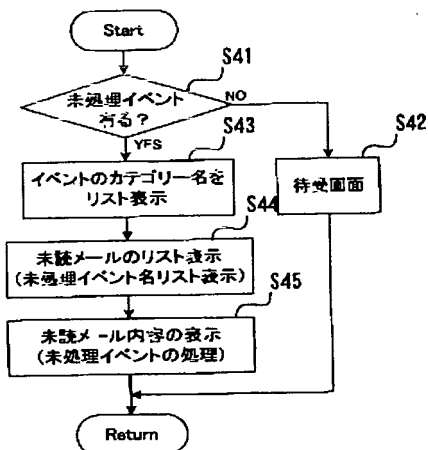 Start
S41
未処理イベント
有る?
NO
YES
S43
イベントのカテゴリー名を
リスト表示
S42
待受画面
S44
未読メールのリスト表示
(未処理イベント名リスト表示)
S45
未読メール内容の表示
(未処理イベントの処理)
Return